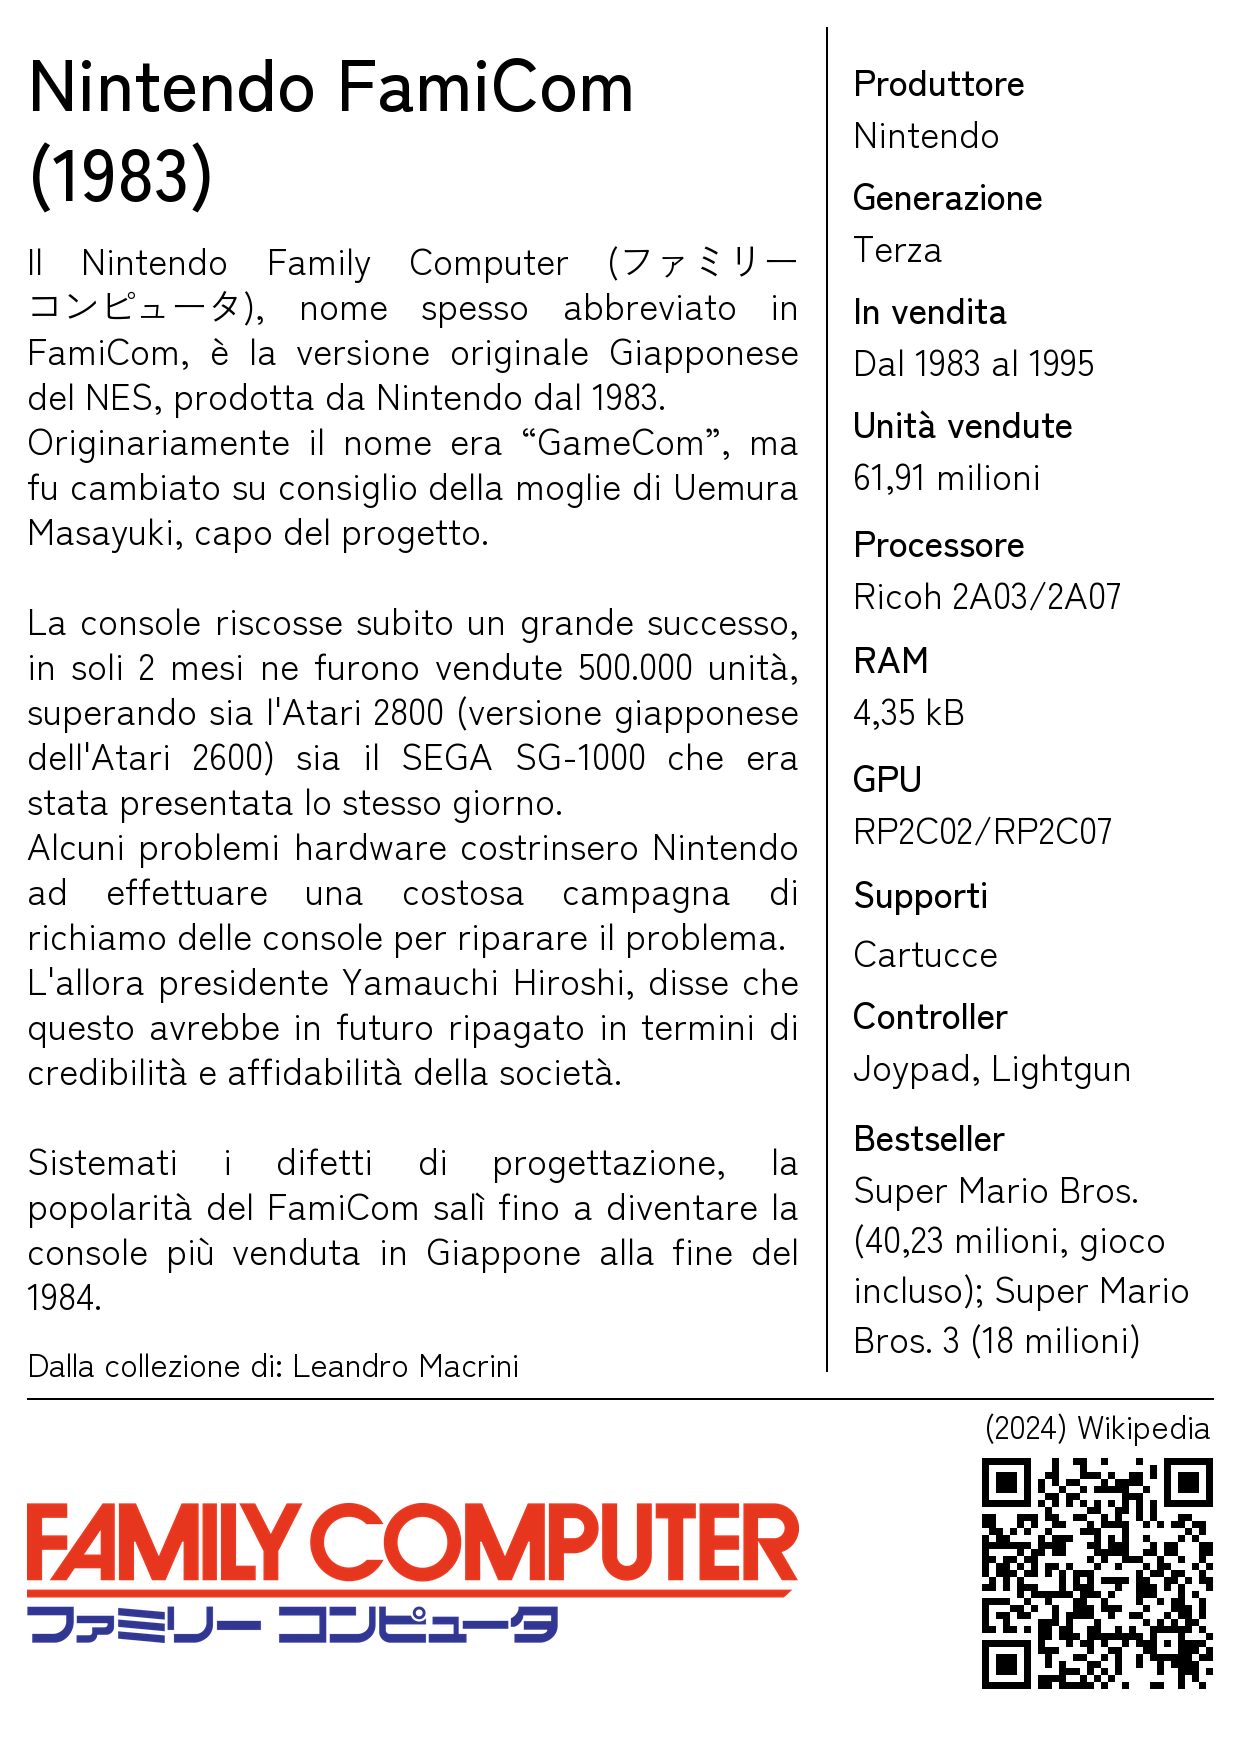 Nintendo FamiCom
(1983)
Il Nintendo Family Computer (ファミリー
コンピュータ), nome spesso abbreviato in
FamiCom, è la versione originale Giapponese
del NES, prodotta da Nintendo dal 1983.
Originariamente il nome era “GameCom”, ma
fu cambiato su consiglio della moglie di Uemura
Masayuki, capo del progetto.
La console riscosse subito un grande successo,
in soli 2 mesi ne furono vendute 500.000 unità,
superando sia l'Atari 2800 (versione giapponese
dell'Atari 2600) sia il SEGA SG-1000 che era
stata presentata lo stesso giorno.
Alcuni problemi hardware costrinsero Nintendo
ad effettuare una costosa campagna di
richiamo delle console per riparare il problema.
L'allora presidente Yamauchi Hiroshi, disse che
questo avrebbe in futuro ripagato in termini di
credibilità e affidabilità della società.
Sistemati i difetti di progettazione, la
popolarità del FamiCom salì fino a diventare la
console più venduta in Giappone alla fine del
1984.
Dalla collezione di: Leandro Macrini
Produttore
Nintendo
Generazione
Terza
In vendita
Dal 1983 al 1995
Unità vendute
61,91 milioni
Processore
Ricoh 2A03/2A07
RAM
4,35 kB
GPU
RP2C02/RP2C07
Supporti
Cartucce
Controller
Joypad, Lightgun
Bestseller
Super Mario Bros.
(40,23 milioni, gioco
incluso); Super Mario
Bros. 3 (18 milioni)
(2024) Wikipedia
FAMILY COMPUTER
ファミリー コンピュータ